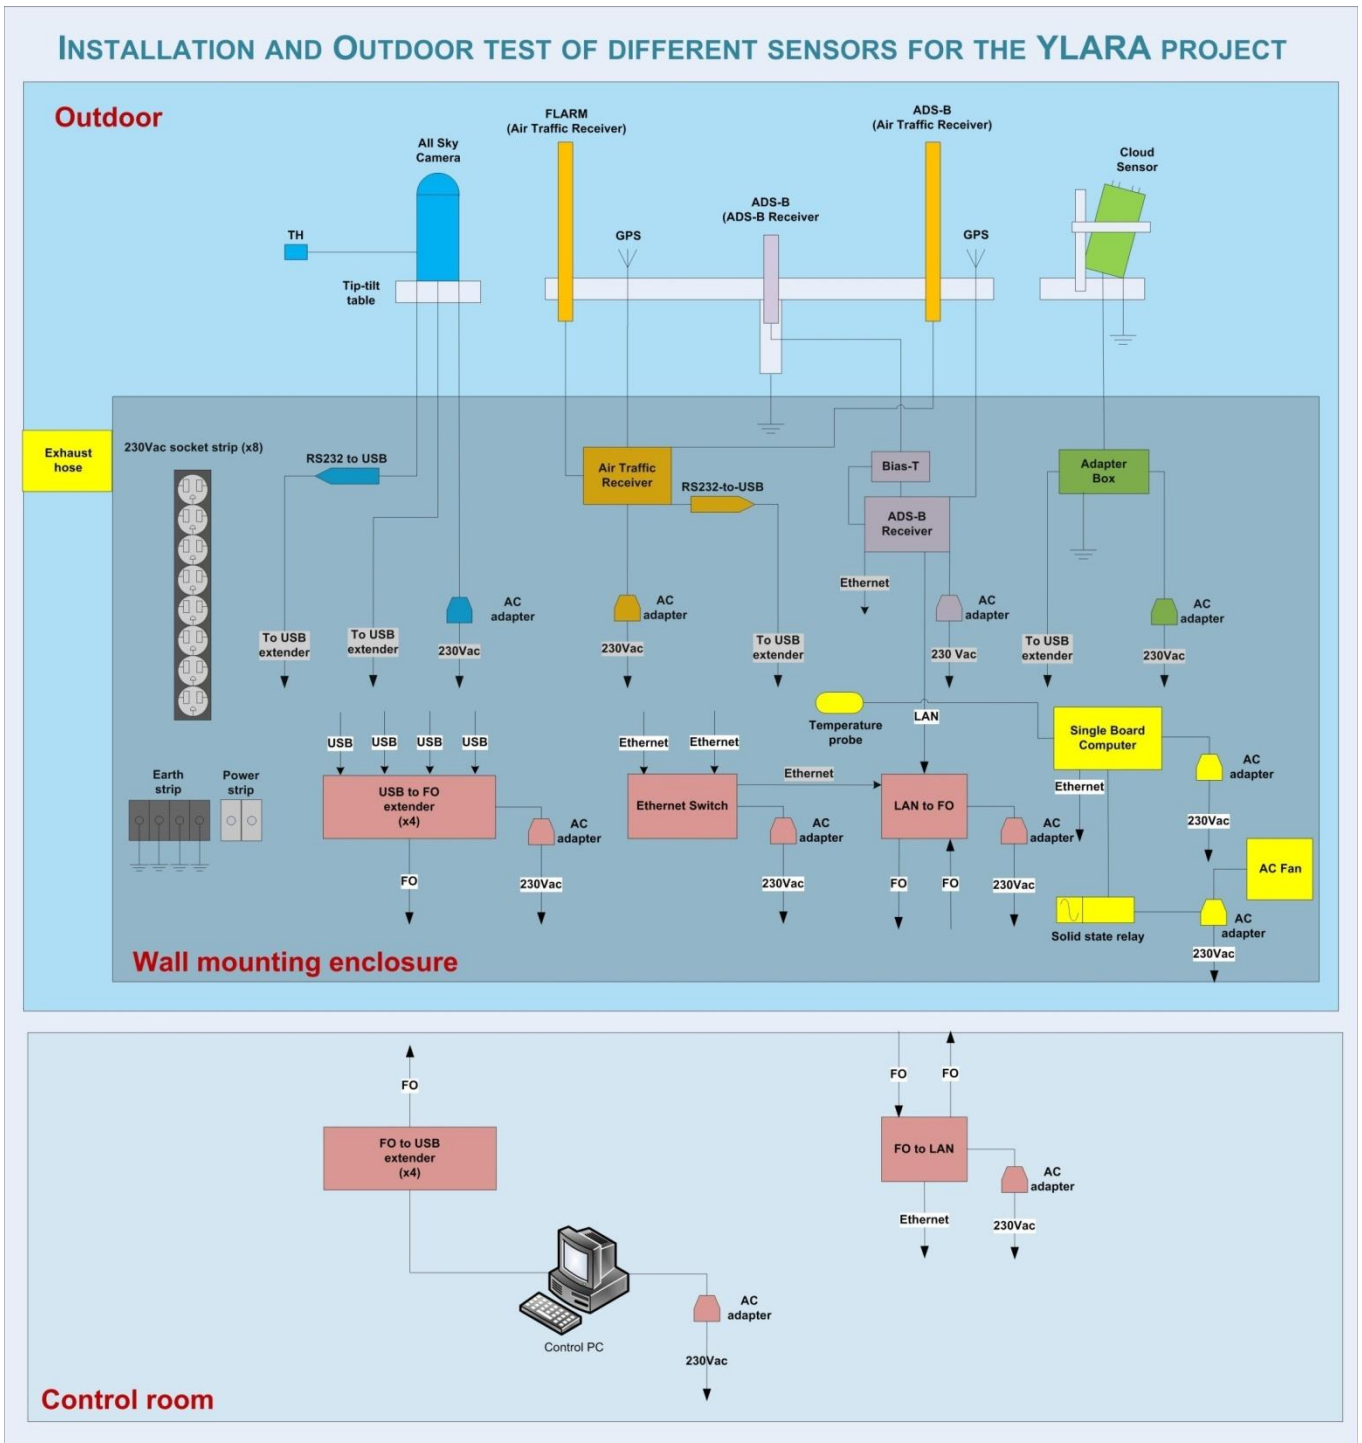 INSTALLATION AND OUTDOOR TEST OF DIFFERENT SENSORS FOR THE YLARA PROJECT
Outdoor
FLARM
(Air Traffic Receiver)
ADS-B
(Air Traffic Receiver)
All Sky
Camera
Cloud
Sensor
ADS-B
(ADS-B Receiver
TH
GPS
GPS
Tip-tilt
table
Exhaust
hose
230Vac socket strip (x8)
RS232 to USB
Air Traffic
Receiver
RS232-to-USB
Bias-T
ADS-B
Receiver
Adapter
Box
Ethernet
AC
adapter
AC
adapter
AC
adapter
AC
adapter
To USB
extender
To USB
extender
230Vac
230Vac
To USB
extender
230 Vac
To USB
extender
230Vac
Temperature
probe
LAN
Single Board
Computer
USB
USB
USB
USB
Ethernet
Ethernet
Ethernet
AC
adapter
Earth
strip
Power
strip
USB to FO
extender
(x4)
AC
adapter
Ethernet Switch
AC
adapter
LAN to FO
AC
adapter
Ethernet
230Vac
FO
230Vac
230Vac
FO
FO
230Vac
AC Fan
Solid state relay
AC
adapter
230Vac
Wall mounting enclosure
FO
FO
FO
FO to USB
extender
(x4)
FO to LAN
AC
adapter
Ethernet
230Vac
Control PC
AC
adapter
230Vac
Control room